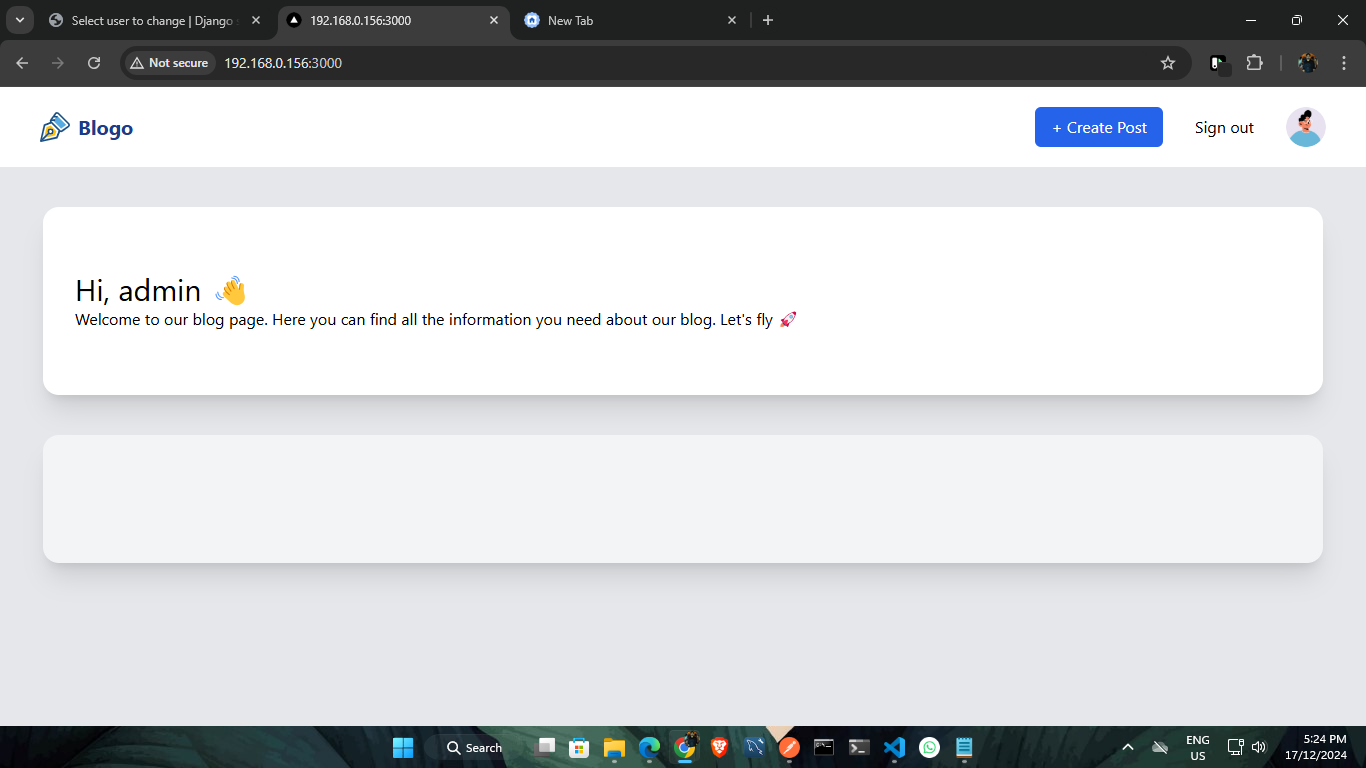 Select user to change | Django
192.168.0.156:3000
New Tab
Not secure
192.168.0.156:3000
Blogo
+ Create Post
Sign out
Hi, admin 👋
Welcome to our blog page. Here you can find all the information you need about our blog. Let's fly 🚀
Search
ENG
US
5:24 PM
17/12/2024